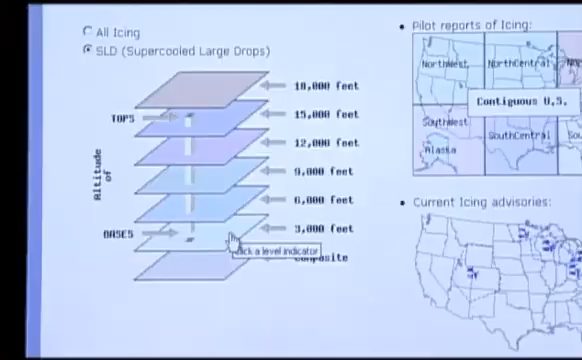 All Icing
SLD (Supercooled Large Drops)
18,000 feet
TOPS
15,000 feet
12,000 feet
Altitude
of
9,000 feet
6,000 feet
BASES
3,000 feet
a level indicator
Composite
• Pilot reports of Icing:
NorthWest
NorthCentral
Contiguous U.S.
SouthWest
SouthCentral
Alaska
• Current Icing advisories: